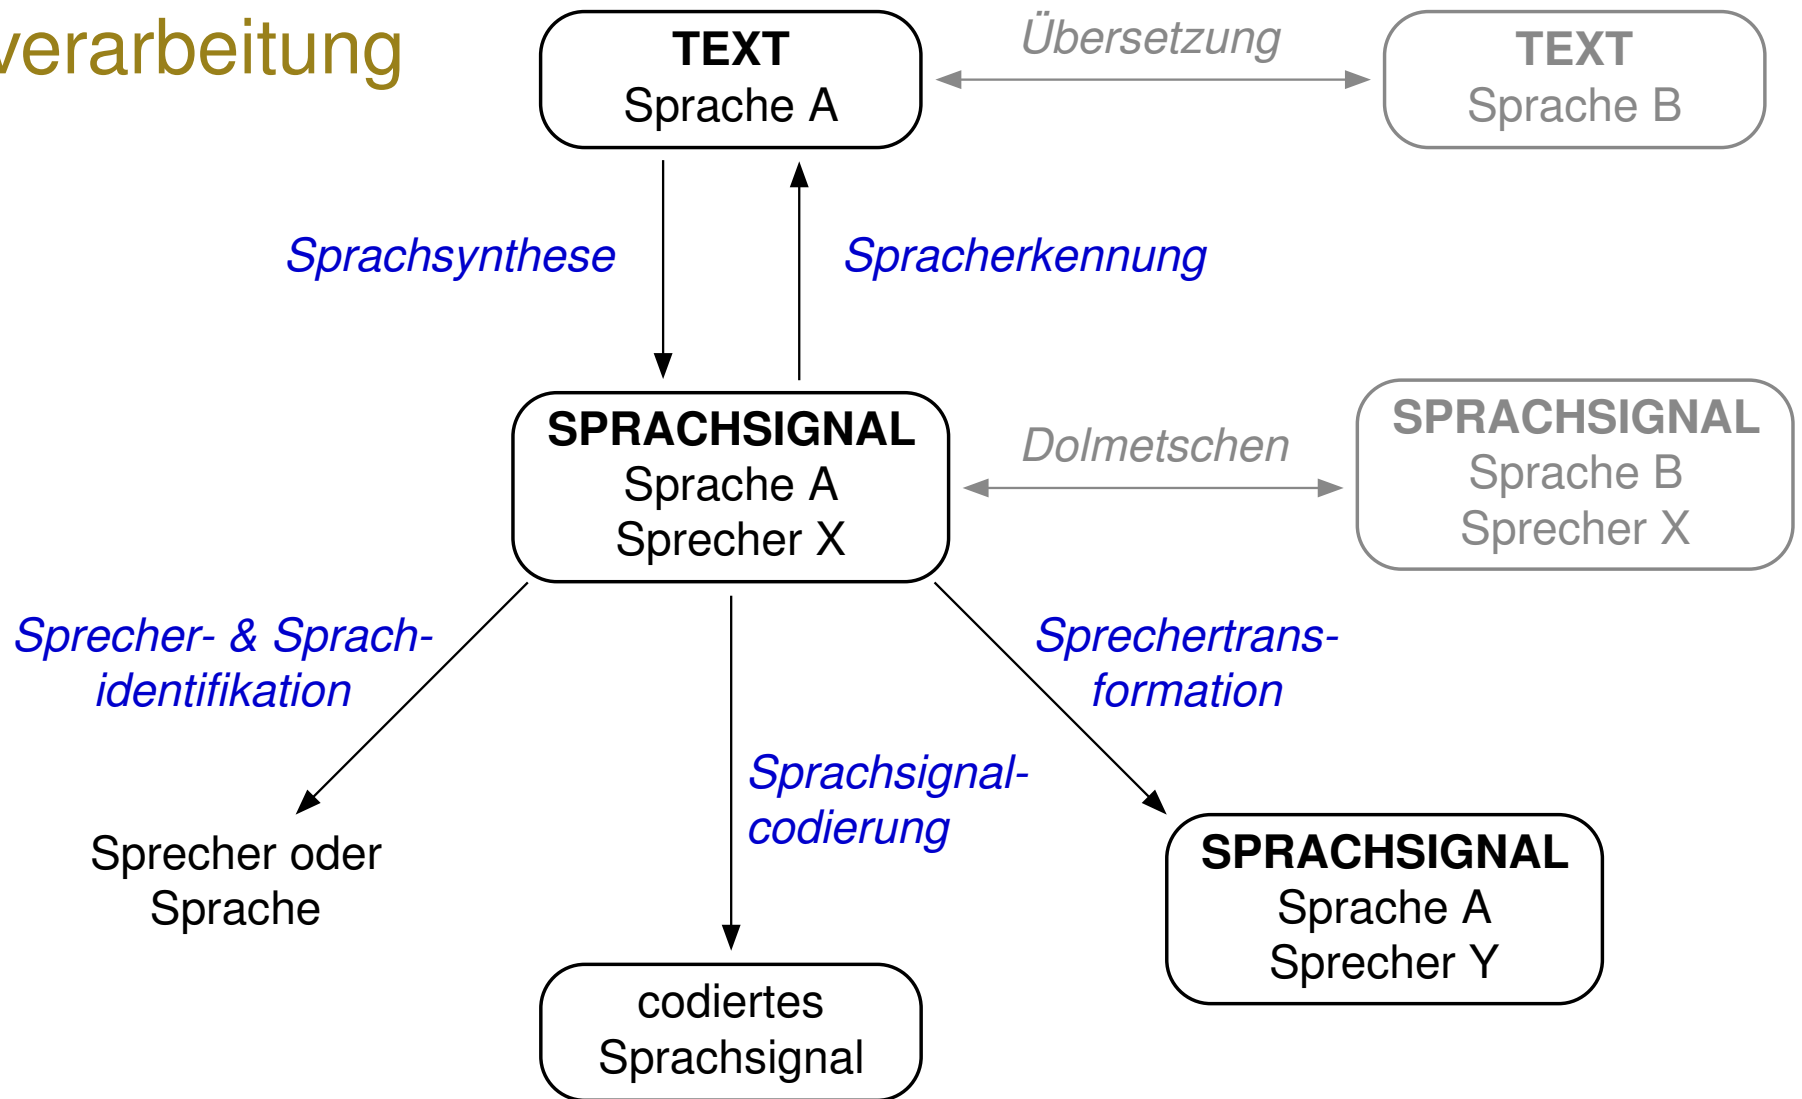 verarbeitung
TEXT
Sprache A
Übersetzung
TEXT
Sprache B
Sprachsynthese
Spracherkennung
SPRACHSIGNAL
Sprache A
Sprecher X
Dolmetschen
SPRACHSIGNAL
Sprache B
Sprecher X
Sprecher- & Sprach-
identifikation
Sprechertrans-
formation
Sprachsignal-
codierung
Sprecher oder
Sprache
SPRACHSIGNAL
Sprache A
Sprecher Y
codiertes
Sprachsignal